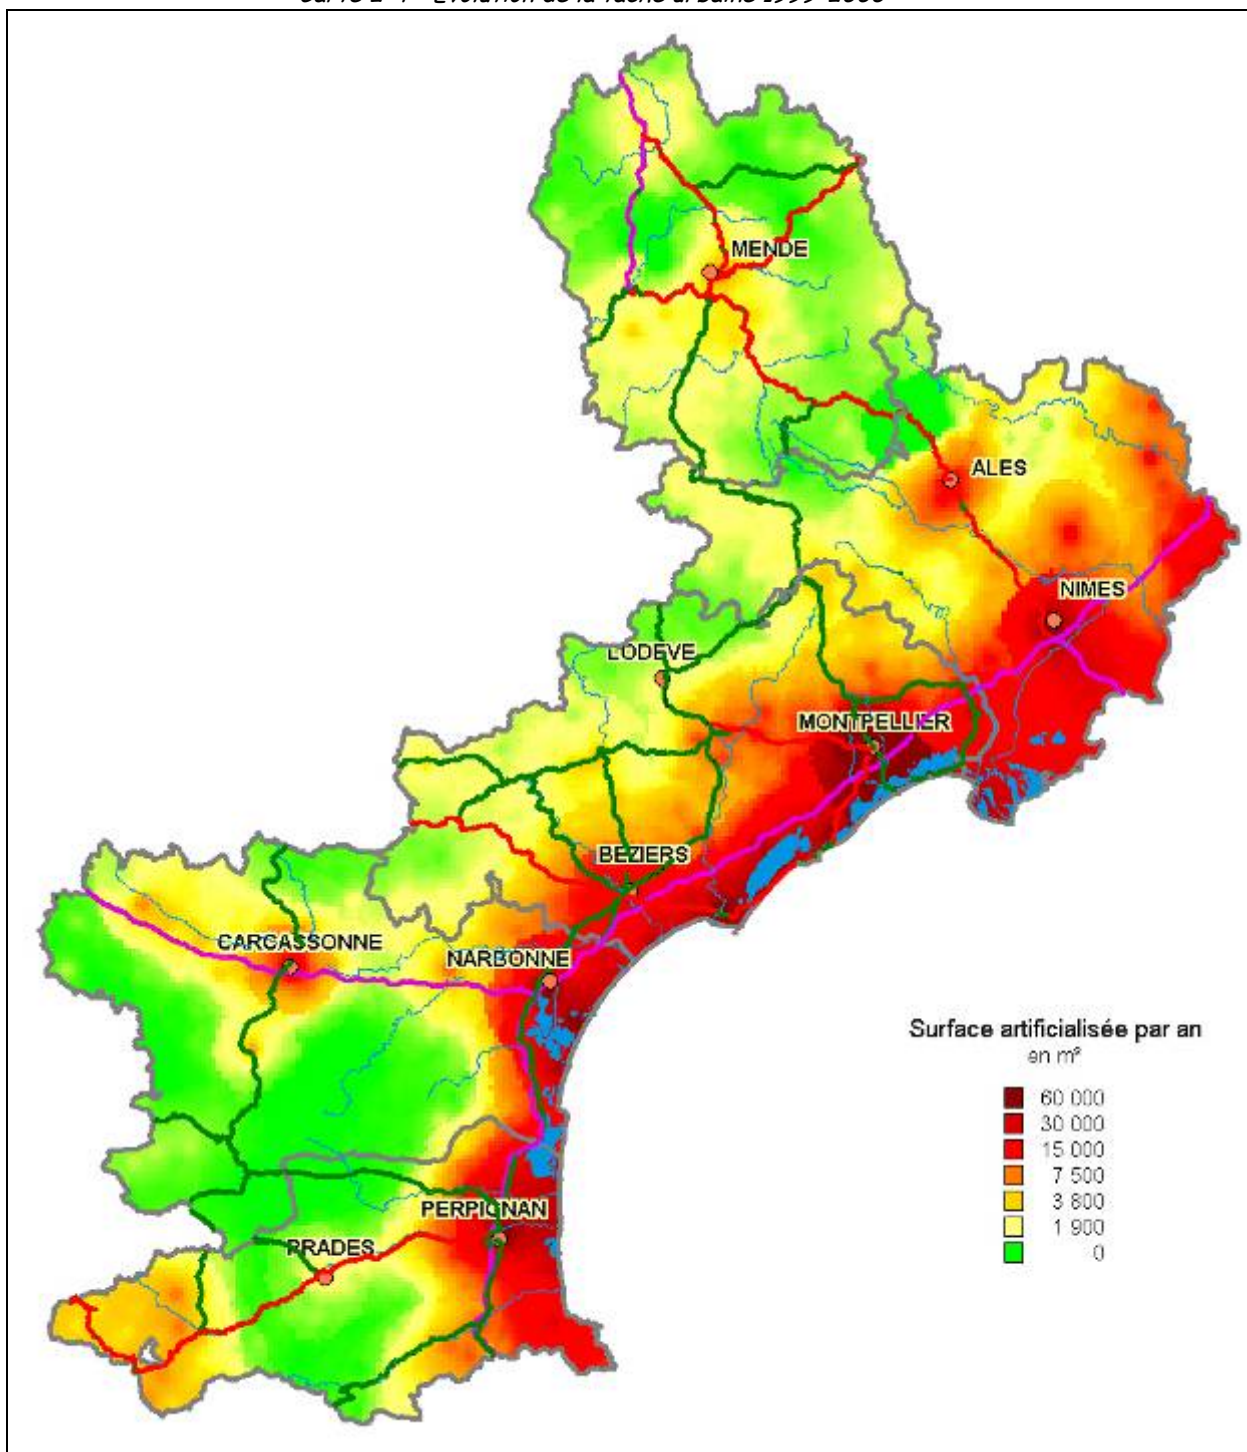 MENDE
ALES
NIMES
LODEVE
MONTPELLIER
BEZIERS
CARCASSONNE
NARBONNE
Surface artificialisée par an
en m²
60 000
30 000
15 000
7 500
3 800
1 900
0
PERPIGNAN
PRADES